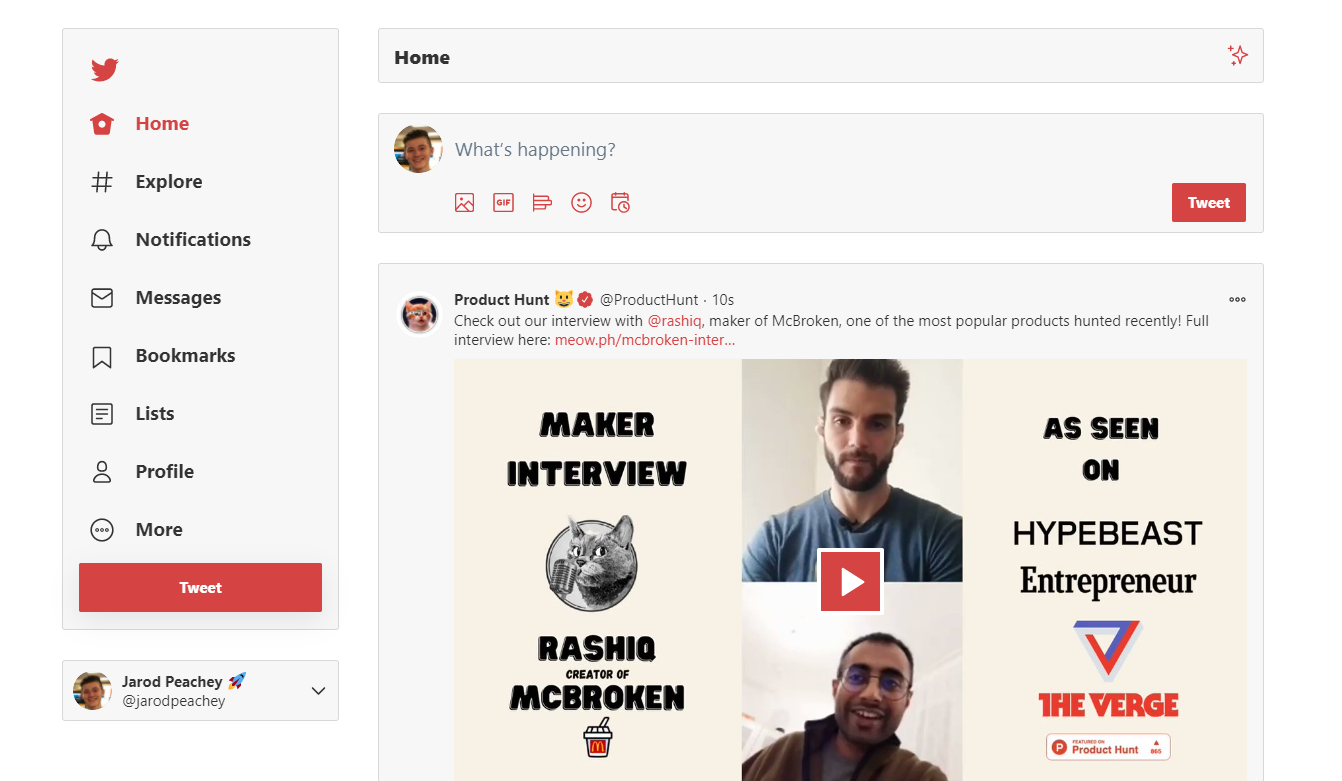 Home
Explore
Notifications
Messages
Bookmarks
Lists
Profile
More
Tweet
Jarod Peachey 🚀
@jarodpeachey
Home
What's happening?
GIF
Tweet
Product Hunt 😺 @ProductHunt · 10s
Check out our interview with @rashiq, maker of McBroken, one of the most popular products hunted recently! Full
interview here: meow.ph/mcbroken-inter...
MAKER
INTERVIEW
RASHIQ
CREATOR OF
MCBROKEN
AS SEEN
ON
HYPEBEAST
Entrepreneur
THE VERGE
P
FEATURED ON
Product Hunt
865